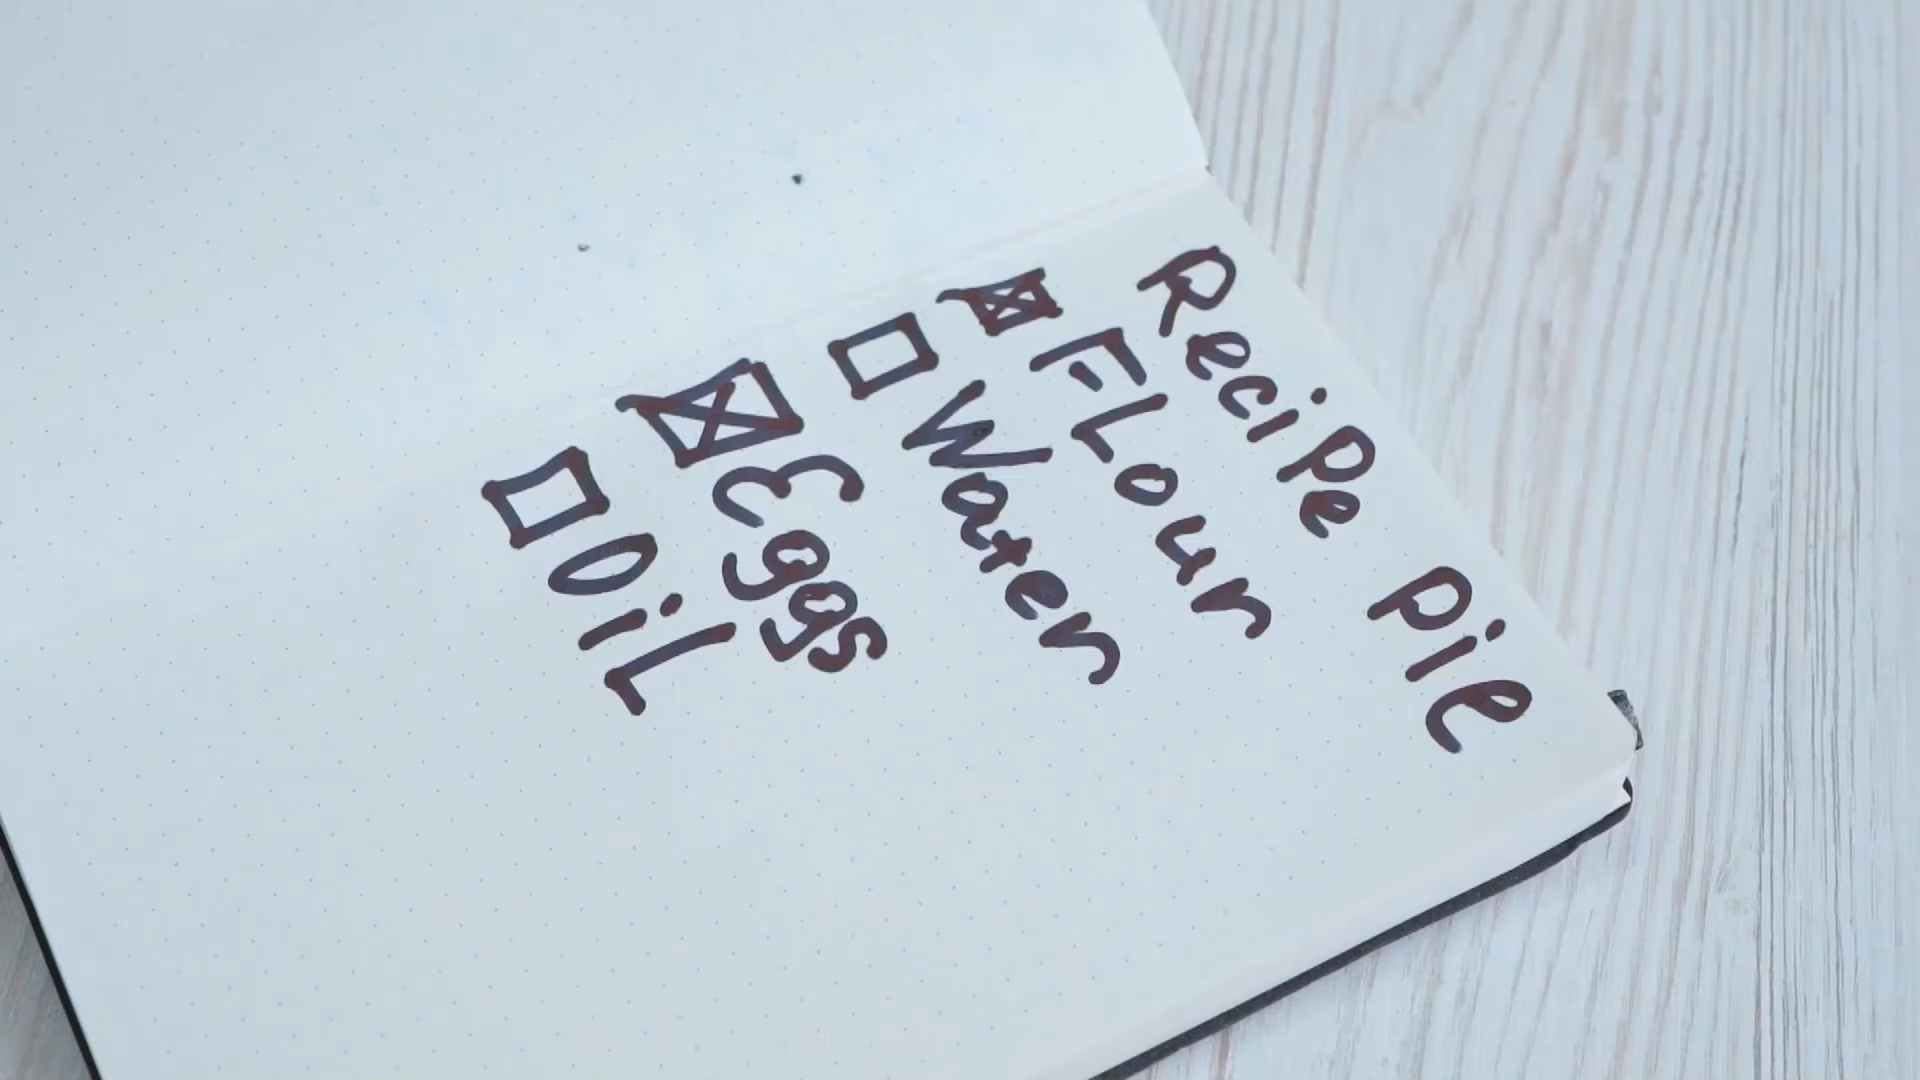 Recipe Pie
☒ Flour
☐ Water
☒ Eggs
☐ Oil